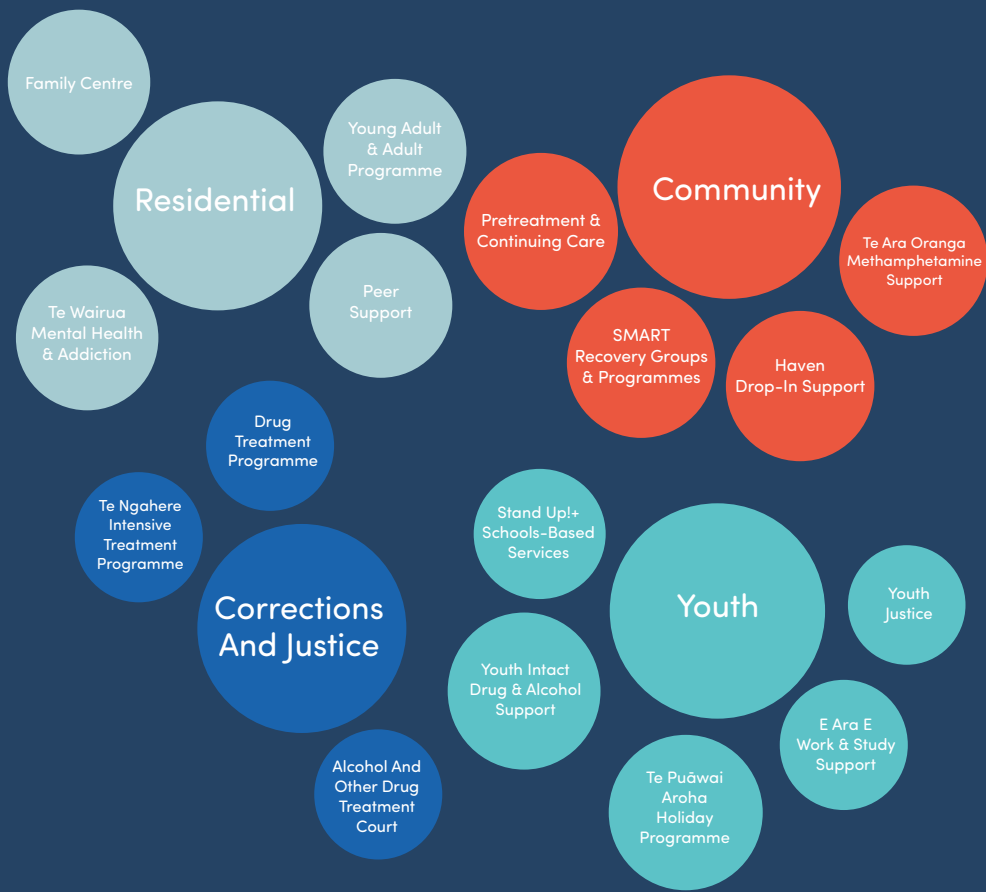 Family Centre
Residential
Young Adult
& Adult
Programme
Peer
Support
Te Wairua
Mental Health
& Addiction
Community
Pretreatment &
Continuing Care
Te Ara Oranga
Methamphetamine
Support
SMART
Recovery Groups
& Programmes
Haven
Drop-In Support
Drug
Treatment
Programme
Te Ngahere
Intensive
Treatment
Programme
Corrections
And Justice
Alcohol And
Other Drug
Treatment
Court
Stand Up!+
Schools-Based
Services
Youth
Youth
Justice
Youth Intact
Drug & Alcohol
Support
E Ara E
Work & Study
Support
Te Puāwai
Aroha
Holiday
Programme